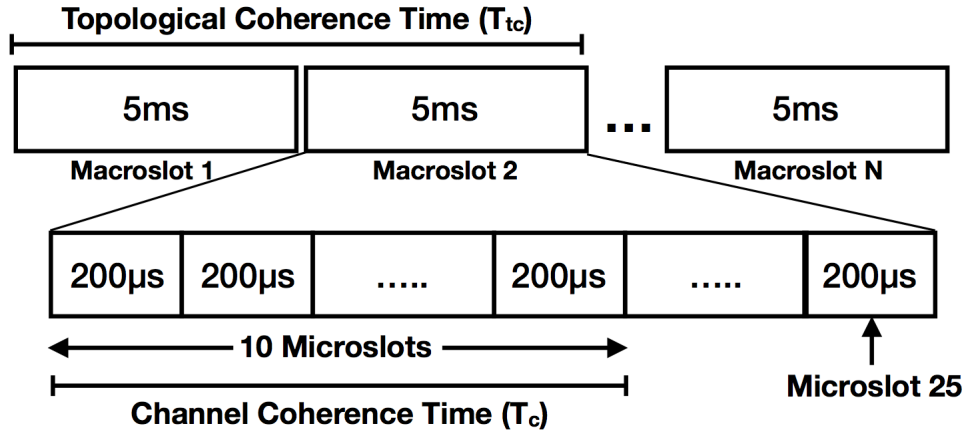 Topological Coherence Time (Ttc)
5ms 5ms ... 5ms
Macroslot 1 Macroslot 2 Macroslot N
200μs 200μs ..... 200μs ..... 200μs
10 Microslots
Microslot 25
Channel Coherence Time (Tc)